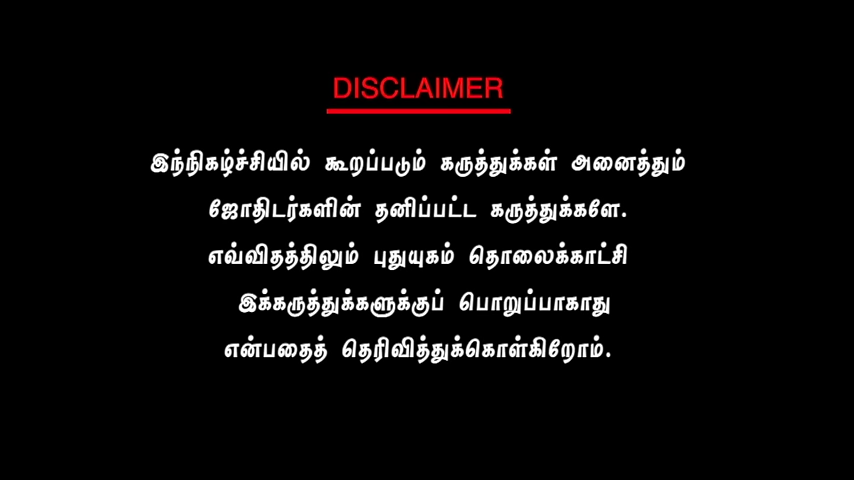 DISCLAIMER
இந்நிகழ்ச்சியில் கூறப்படும் கருத்துக்கள் அனைத்தும்
ஜோதிடர்களின் தனிப்பட்ட கருத்துக்களே.
எவ்விதத்திலும் புதுயுகம் தொலைக்காட்சி
இக்கருத்துக்களுக்குப் பொறுப்பாகாது
என்பதைத் தெரிவித்துக்கொள்கிறோம்.